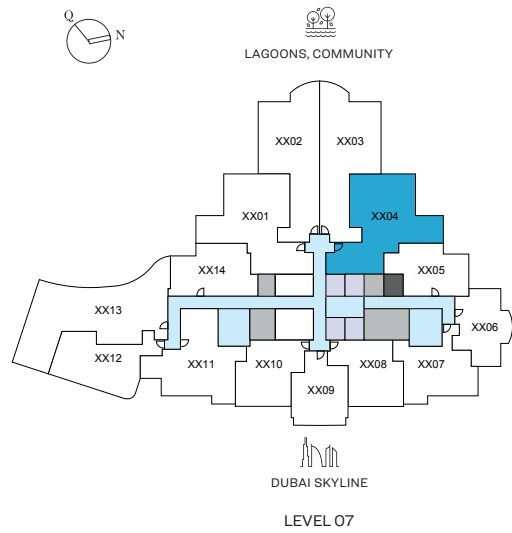 Q
N
LAGOONS, COMMUNITY
XX02
XX03
XX01
XX04
XX14
XX05
XX13
XX06
XX12
XX11
XX10
XX08
XX07
XX09
DUBAI SKYLINE
LEVEL 07